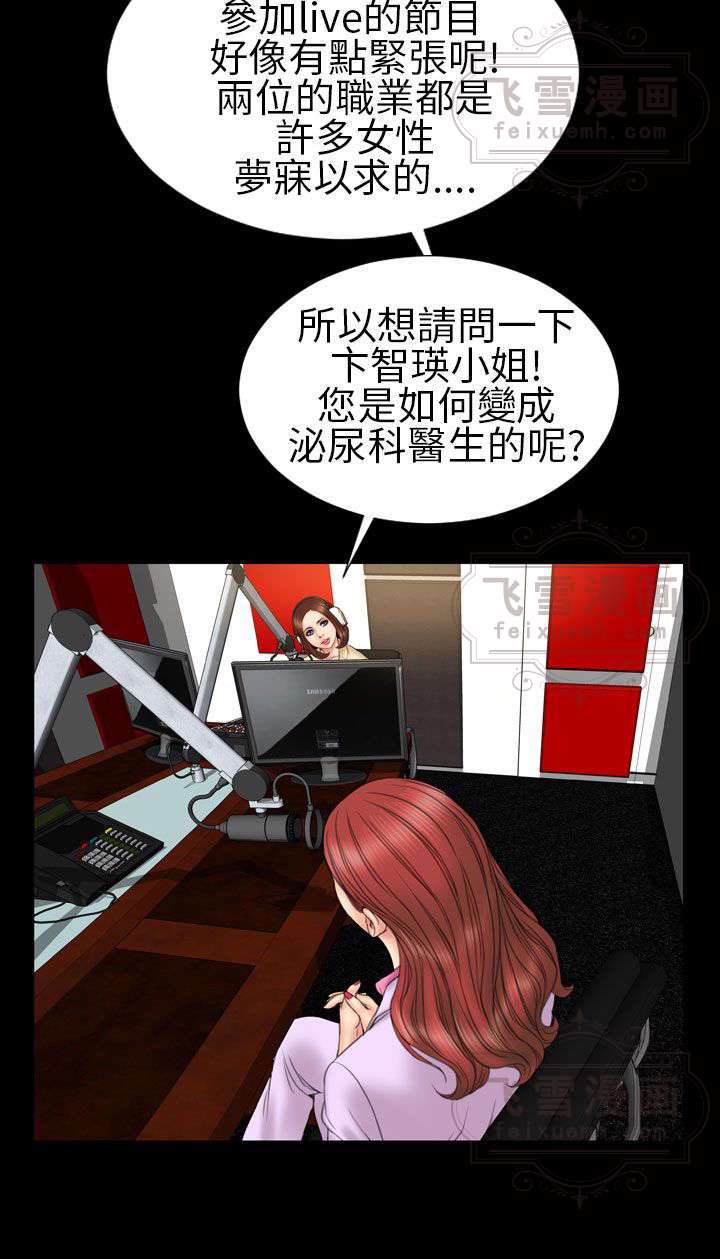 參加live的節目
好像有點緊張呢!
兩位的職業都是
許多女性
夢寐以求的....
飞雪漫画
feixuemh.com
所以想請問一下
卞智瑛小姐!
您是如何變成
泌尿科醫生的呢?
飞雪漫画
feixuemh.com
SAMSUNG
飞雪漫画
feixuemh.com